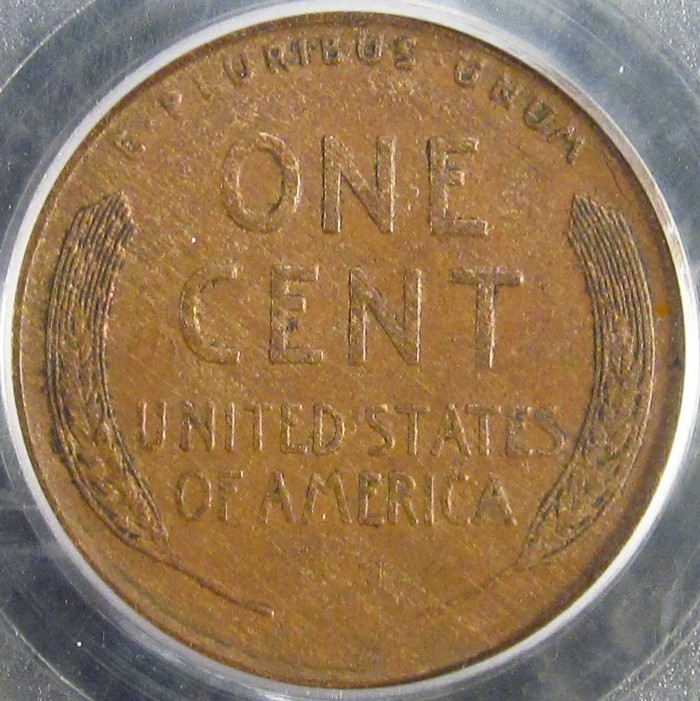 E·PLURIBUS·UNUM
ONE
CENT
UNITED·STATES
OF AMERICA